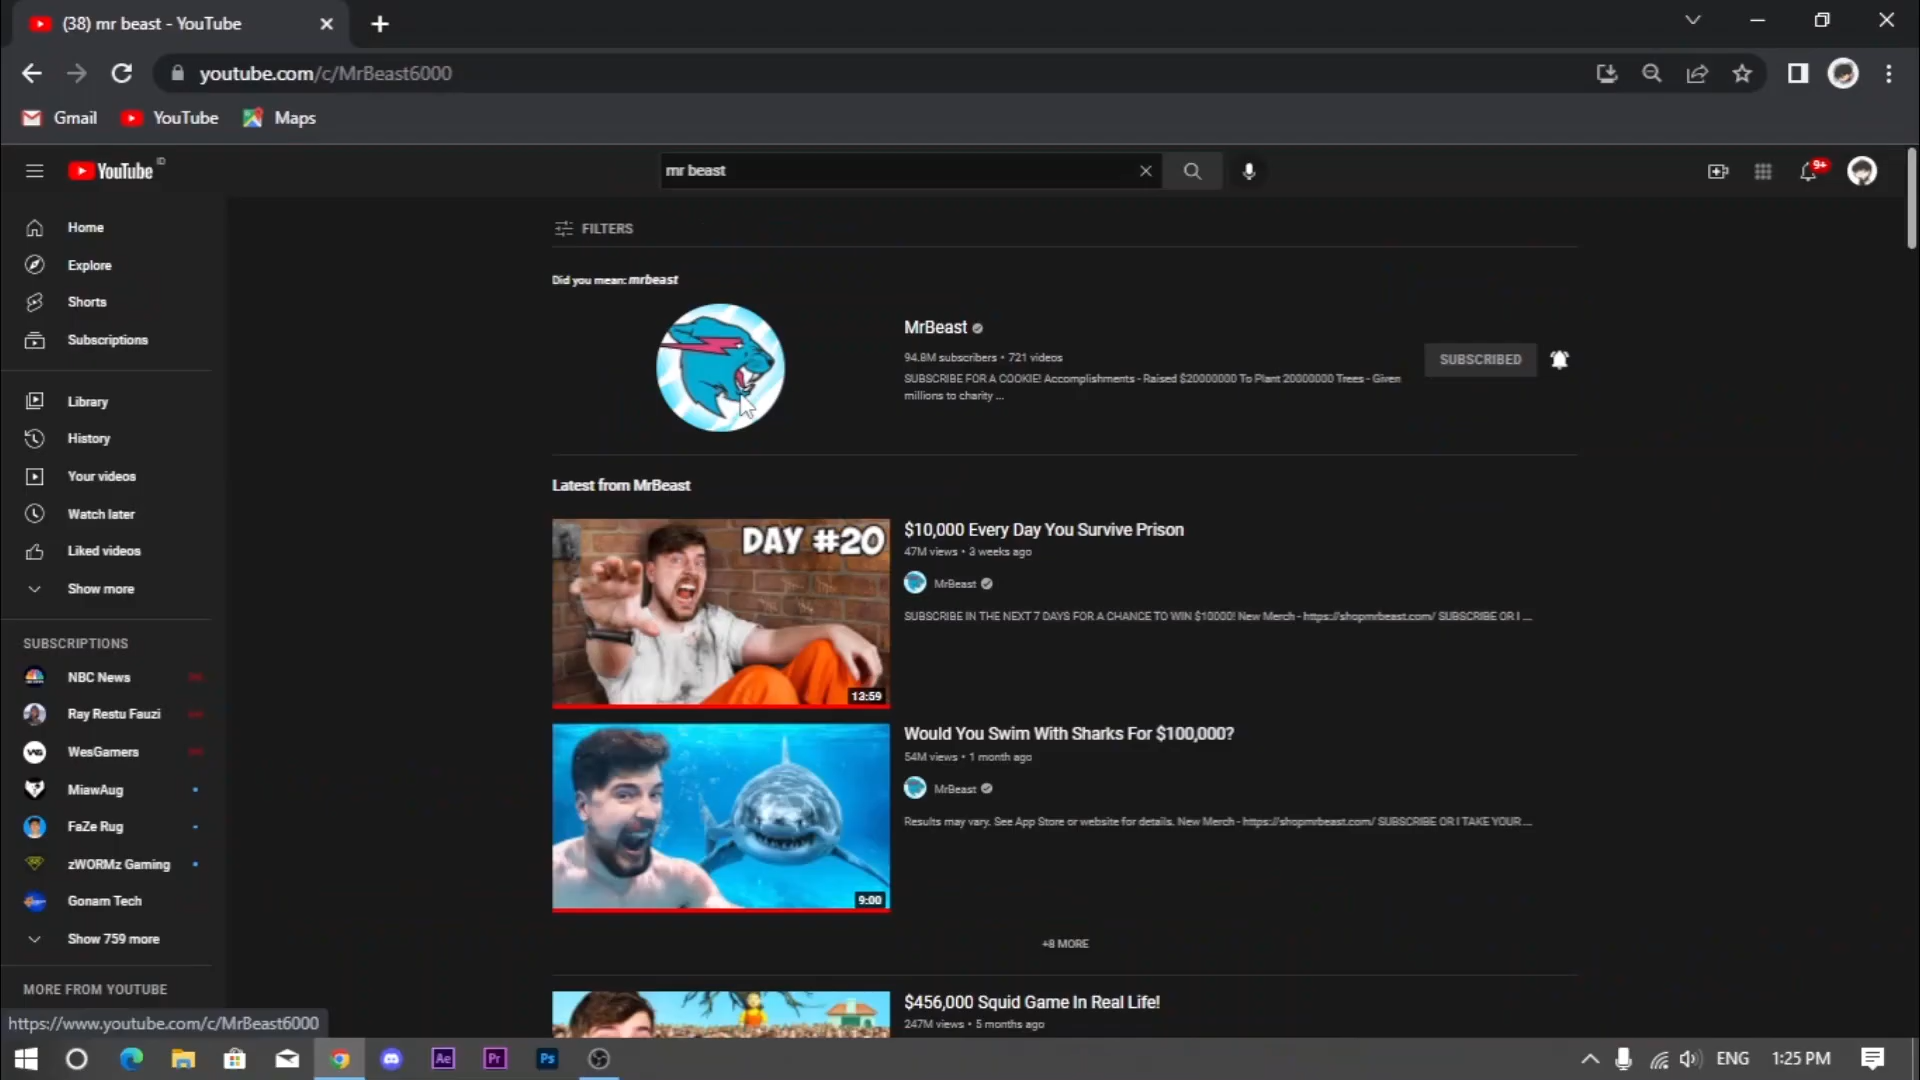 (38) mr beast - YouTube
youtube.com/c/MrBeast6000
Gmail
YouTube
Maps
YouTube ID
mr beast
9+
Home
Explore
Shorts
Subscriptions
Library
History
Your videos
Watch later
Liked videos
Show more
SUBSCRIPTIONS
NBC News
Ray Restu Fauzi
WesGamers
MiawAug
FaZe Rug
zWORMz Gaming
Gonam Tech
Show 759 more
MORE FROM YOUTUBE
FILTERS
Did you mean: mrbeast
MrBeast
94.8M subscribers • 721 videos
SUBSCRIBE FOR A COOKIE! Accomplishments - Raised $20000000 To Plant 20000000 Trees - Given
millions to charity ...
SUBSCRIBED
Latest from MrBeast
DAY #20
13:59
$10,000 Every Day You Survive Prison
47M views • 3 weeks ago
MrBeast
SUBSCRIBE IN THE NEXT 7 DAYS FOR A CHANCE TO WIN $10000! New Merch - https://shopmrbeast.com/ SUBSCRIBE OR I ...
9:00
Would You Swim With Sharks For $100,000?
54M views • 1 month ago
MrBeast
Results may vary. See App Store or website for details. New Merch - https://shopmrbeast.com/ SUBSCRIBE OR I TAKE YOUR ...
+8 MORE
$456,000 Squid Game In Real Life!
247M views • 5 months ago
https://www.youtube.com/c/MrBeast6000
Ae
Pr
Ps
ENG
1:25 PM